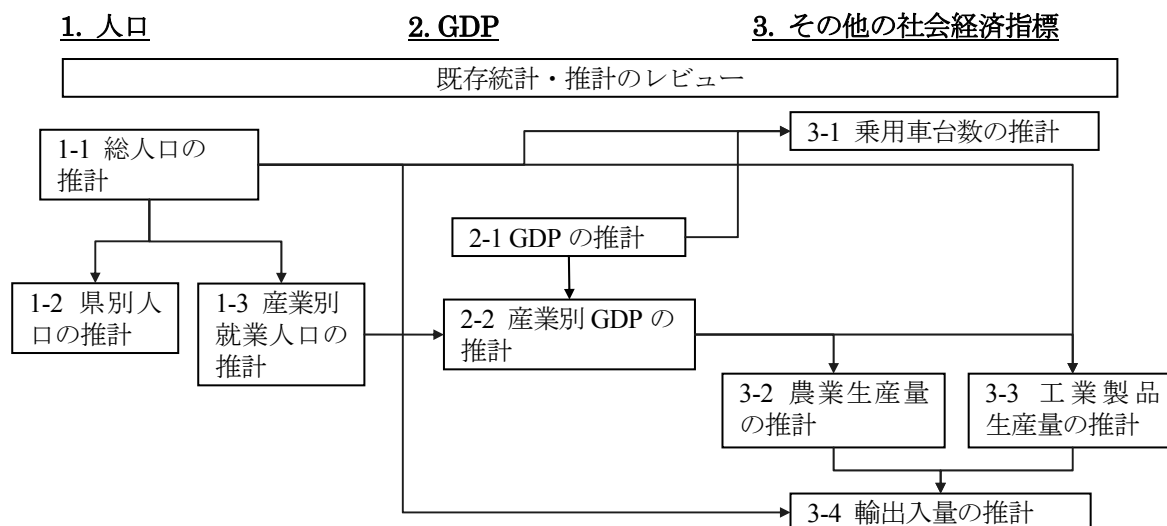 1. 人口
2. GDP
3. その他の社会経済指標
既存統計・推計のレビュー
1-1 総人口の
推計
3-1 乗用車台数の推計
2-1 GDP の推計
1-2 県別人
口の推計
1-3 産業別
就業人口の
推計
2-2 産業別 GDP の
推計
3-2 農業生産量
の推計
3-3 工業製品
生産量の推計
3-4 輸出入量の推計